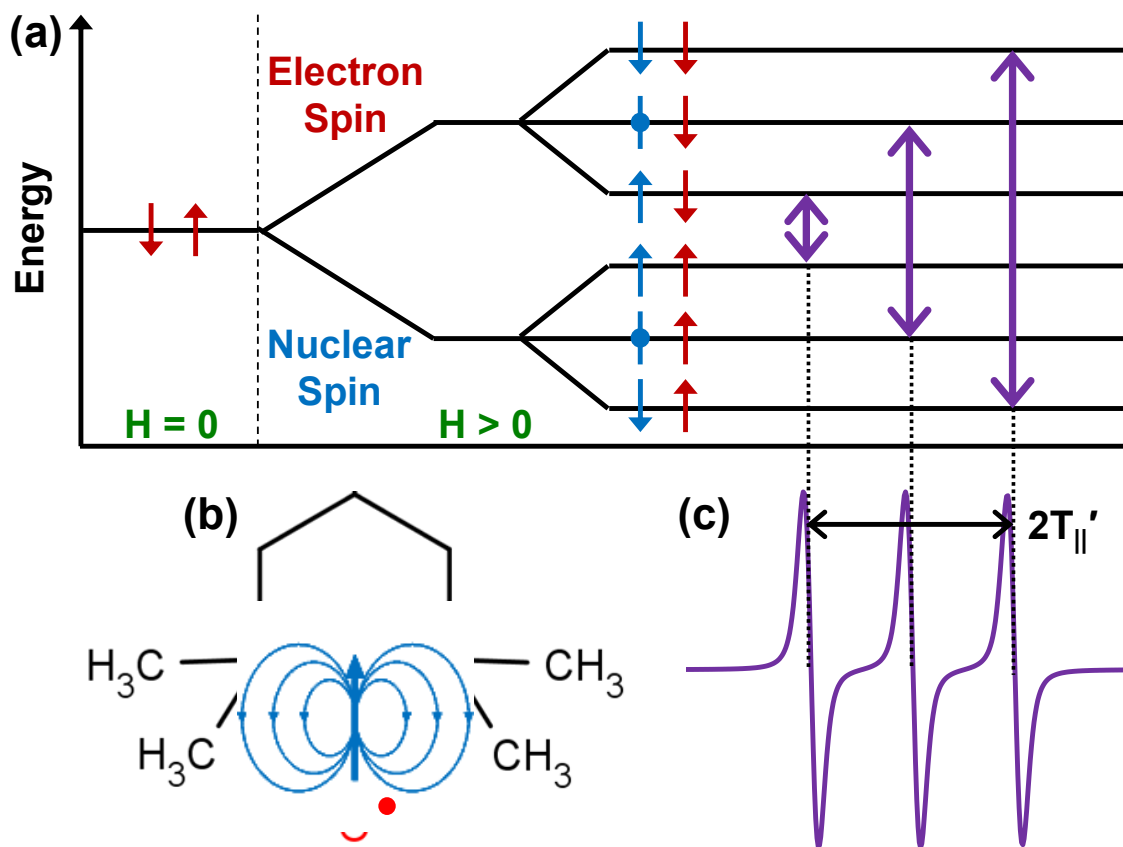 (a)
Energy
Electron
Spin
Nuclear
Spin
H = 0
H > 0
(b)
H₃C
CH₃
H₃C
CH₃
(c)
2T||′